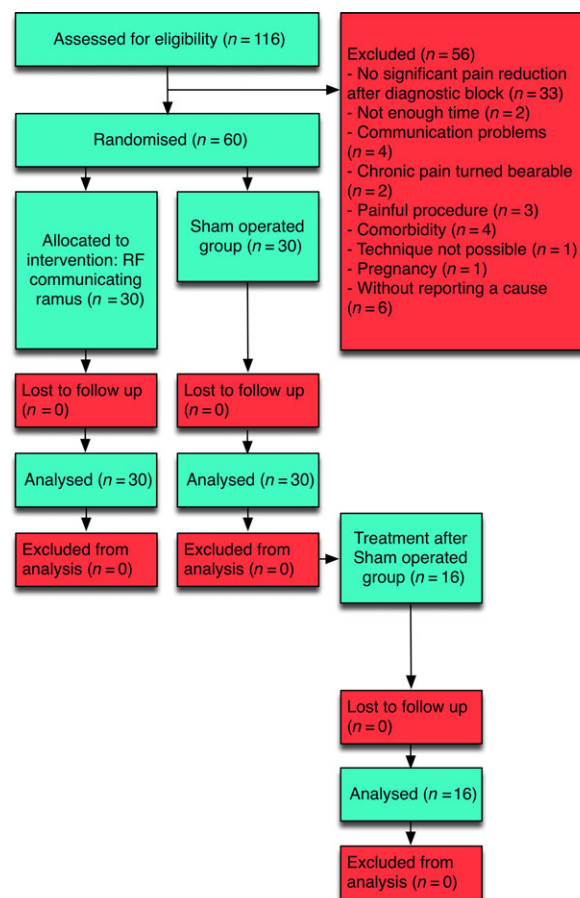 Assessed for eligibility (n = 116)
Excluded (n = 56)
- No significant pain reduction
after diagnostic block (n = 33)
- Not enough time (n = 2)
- Communication problems
(n = 4)
- Chronic pain turned bearable
(n = 2)
- Painful procedure (n = 3)
- Comorbidity (n = 4)
- Technique not possible (n = 1)
- Pregnancy (n = 1)
- Without reporting a cause
(n = 6)
Randomised (n = 60)
Allocated to
intervention: RF
communicating
ramus (n = 30)
Sham operated
group (n = 30)
Lost to follow up
(n = 0)
Lost to follow up
(n = 0)
Analysed (n = 30)
Analysed (n = 30)
Excluded from
analysis (n = 0)
Excluded from
analysis (n = 0)
Treatment after
Sham operated
group (n = 16)
Lost to follow up
(n = 0)
Analysed (n = 16)
Excluded from
analysis (n = 0)